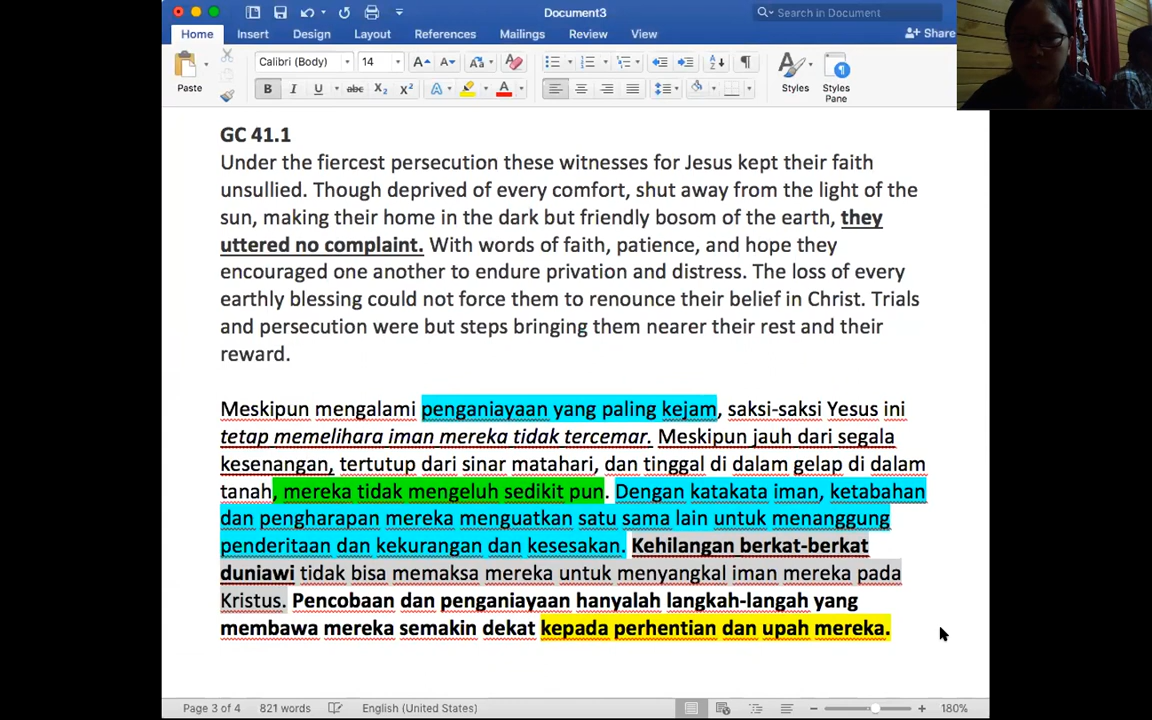 Document3
Search in Document
Home Insert Design Layout References Mailings Review View Share
Paste
Calibri (Body) 14
Styles Styles Pane
GC 41.1
Under the fiercest persecution these witnesses for Jesus kept their faith
unsullied. Though deprived of every comfort, shut away from the light of the
sun, making their home in the dark but friendly bosom of the earth, they
uttered no complaint. With words of faith, patience, and hope they
encouraged one another to endure privation and distress. The loss of every
earthly blessing could not force them to renounce their belief in Christ. Trials
and persecution were but steps bringing them nearer their rest and their
reward.
Meskipun mengalami penganiayaan yang paling kejam, saksi-saksi Yesus ini
tetap memelihara iman mereka tidak tercemar. Meskipun jauh dari segala
kesenangan, tertutup dari sinar matahari, dan tinggal di dalam gelap di dalam
tanah, mereka tidak mengeluh sedikit pun. Dengan katakata iman, ketabahan
dan pengharapan mereka menguatkan satu sama lain untuk menanggung
penderitaan dan kekurangan dan kesesakan. Kehilangan berkat-berkat
duniawi tidak bisa memaksa mereka untuk menyangkal iman mereka pada
Kristus. Pencobaan dan penganiayaan hanyalah langkah-langah yang
membawa mereka semakin dekat kepada perhentian dan upah mereka.
Page 3 of 4 821 words English (United States) 180%